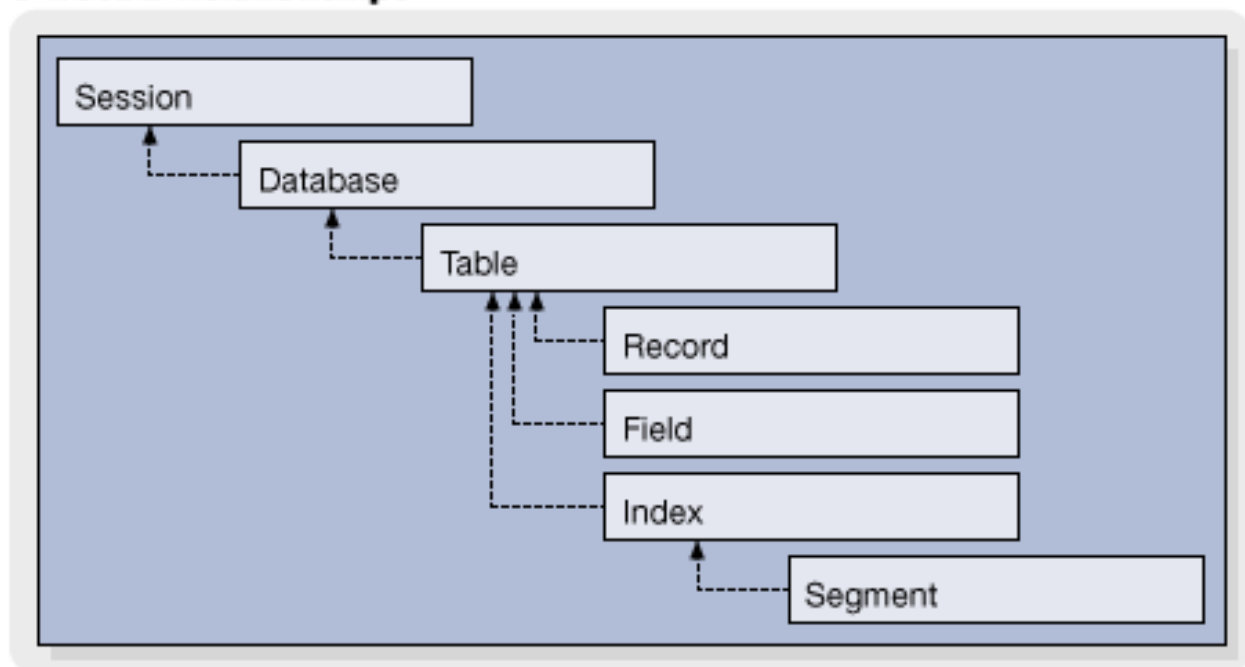 Session
Database
Table
Record
Field
Index
Segment